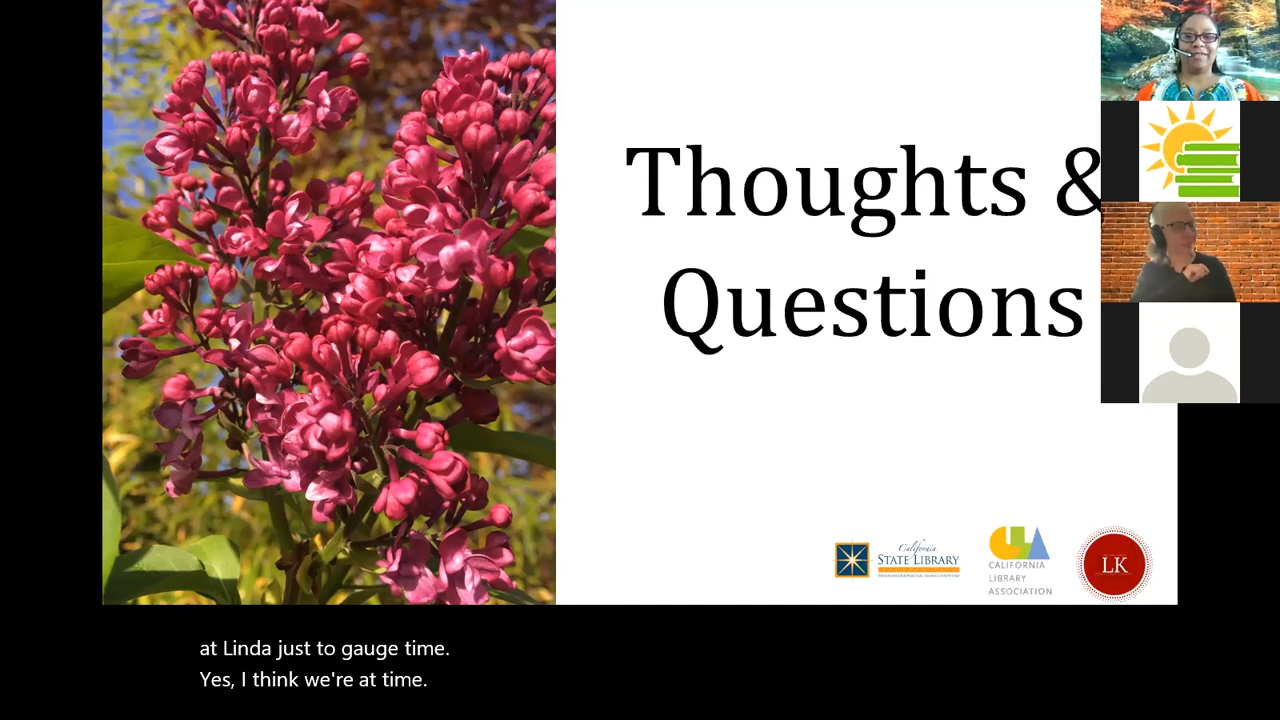 Thoughts &
Questions
California
STATE LIBRARY
CALIFORNIA
LIBRARY
ASSOCIATION
LK
at Linda just to gauge time.
Yes, I think we're at time.